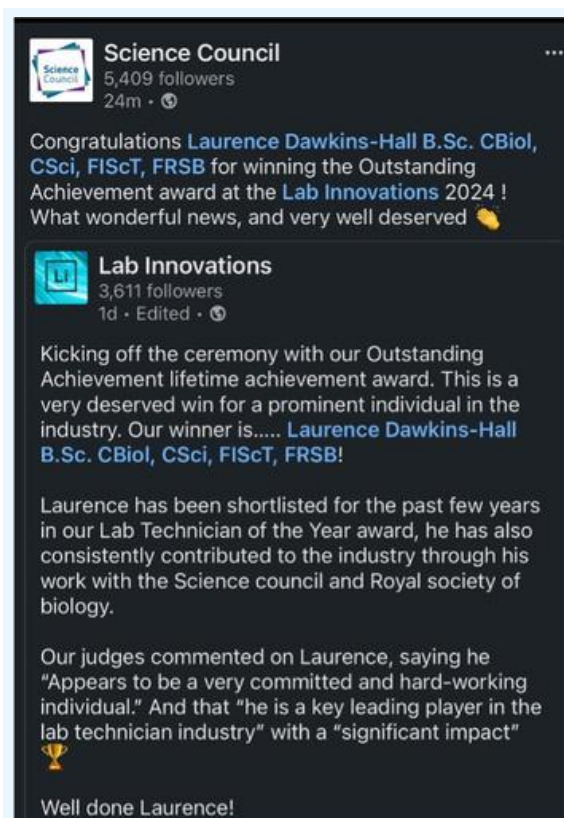 Science
Council
Science Council
5,409 followers
24m •
Congratulations Laurence Dawkins-Hall B.Sc. CBiol,
CSci, FIScT, FRSB for winning the Outstanding
Achievement award at the Lab Innovations 2024 !
What wonderful news, and very well deserved 👏
LI
Lab Innovations
3,611 followers
1d • Edited •
Kicking off the ceremony with our Outstanding
Achievement lifetime achievement award. This is a
very deserved win for a prominent individual in the
industry. Our winner is..... Laurence Dawkins-Hall
B.Sc. CBiol, CSci, FIScT, FRSB!
Laurence has been shortlisted for the past few years
in our Lab Technician of the Year award, he has also
consistently contributed to the industry through his
work with the Science council and Royal society of
biology.
Our judges commented on Laurence, saying he
“Appears to be a very committed and hard-working
individual.” And that “he is a key leading player in the
lab technician industry” with a “significant impact”
🏆
Well done Laurence!